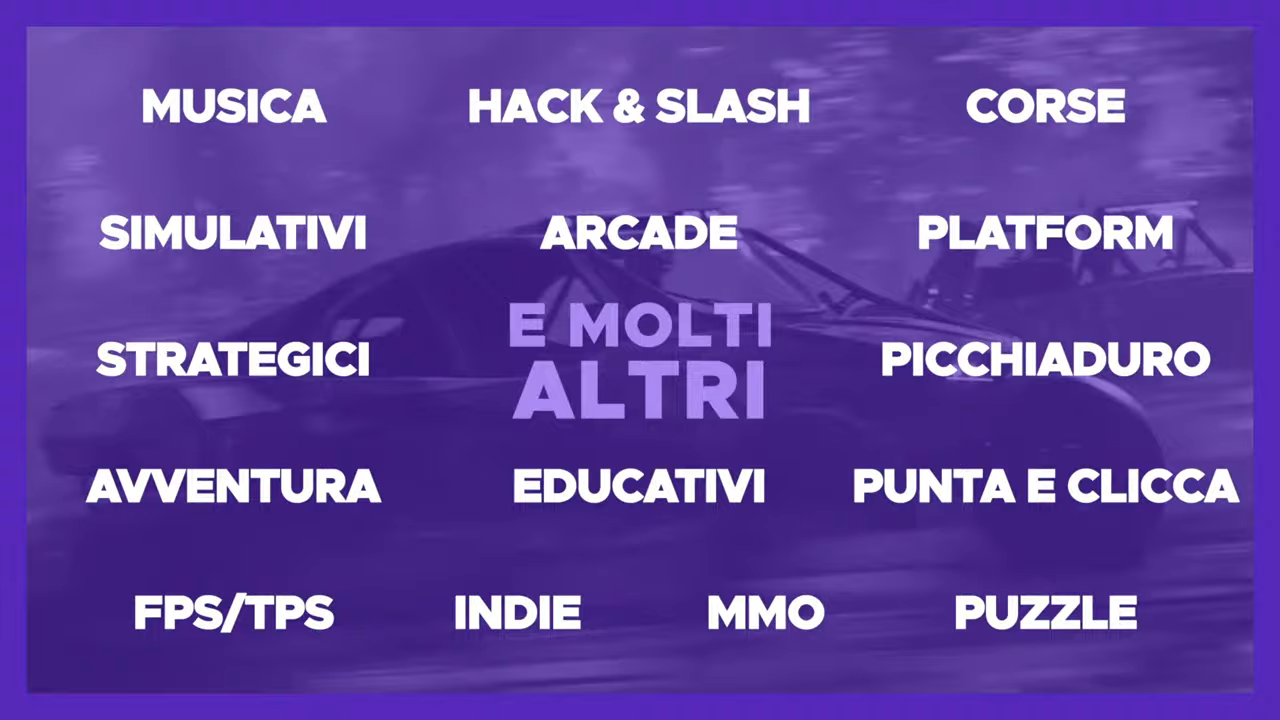 MUSICA
HACK & SLASH
CORSE
SIMULATIVI
ARCADE
PLATFORM
STRATEGICI
E MOLTI
ALTRI
PICCHIADURO
AVVENTURA
EDUCATIVI
PUNTA E CLICCA
FPS/TPS
INDIE
MMO
PUZZLE